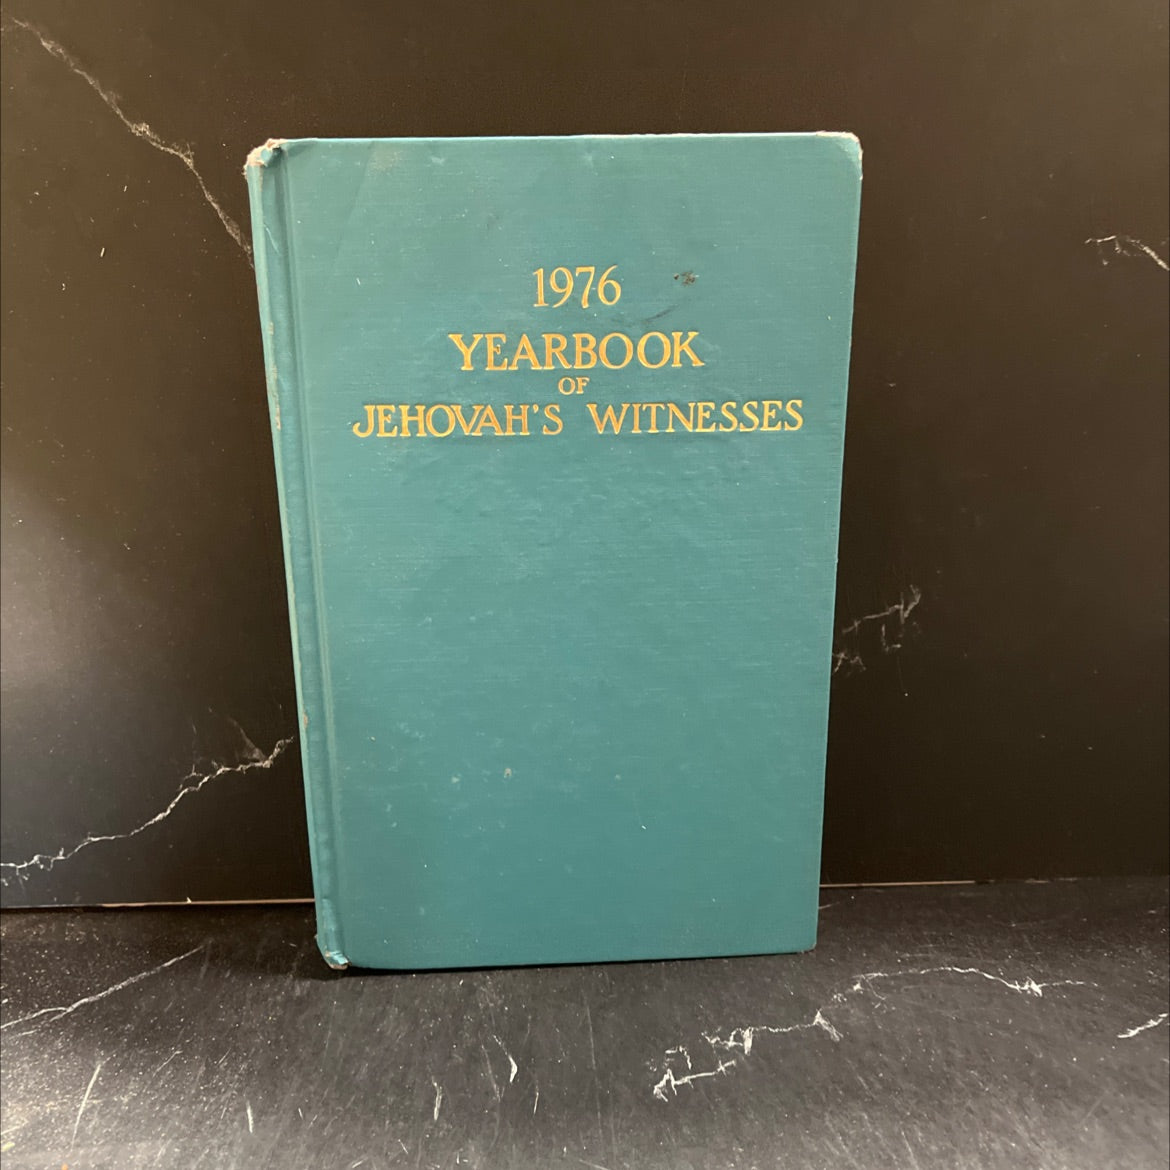 1976
YEARBOOK
OF
JEHOVAH'S WITNESSES